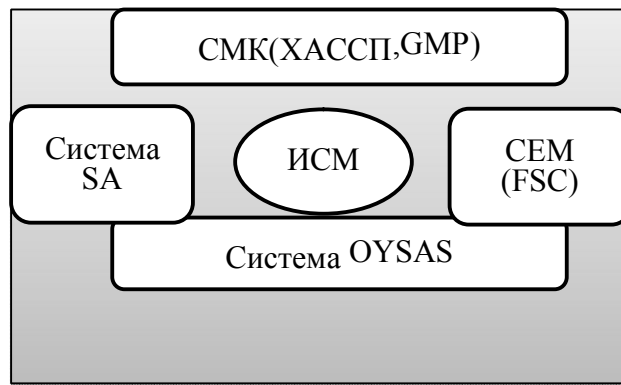 СМК(ХАССП,GMP)
Система
SA
ИСМ
СЕМ
(FSC)
Система OYSAS